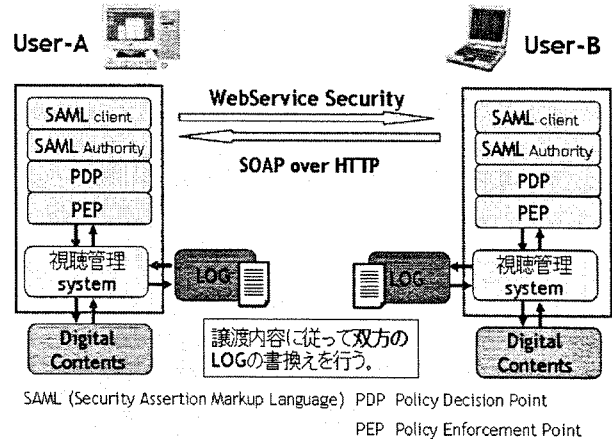 User-A
User-B
WebService Security
SOAP over HTTP
SAML client
SAML Authority
PDP
PEP
視聴管理
system
LOG
Digital
Contents
SAML client
SAML Authority
PDP
PEP
視聴管理
system
LOG
Digital
Contents
譲渡内容に従って双方の
LOGの書換えを行う。
SAML (Security Assertion Markup Language) PDP Policy Decision Point
PEP Policy Enforcement Point